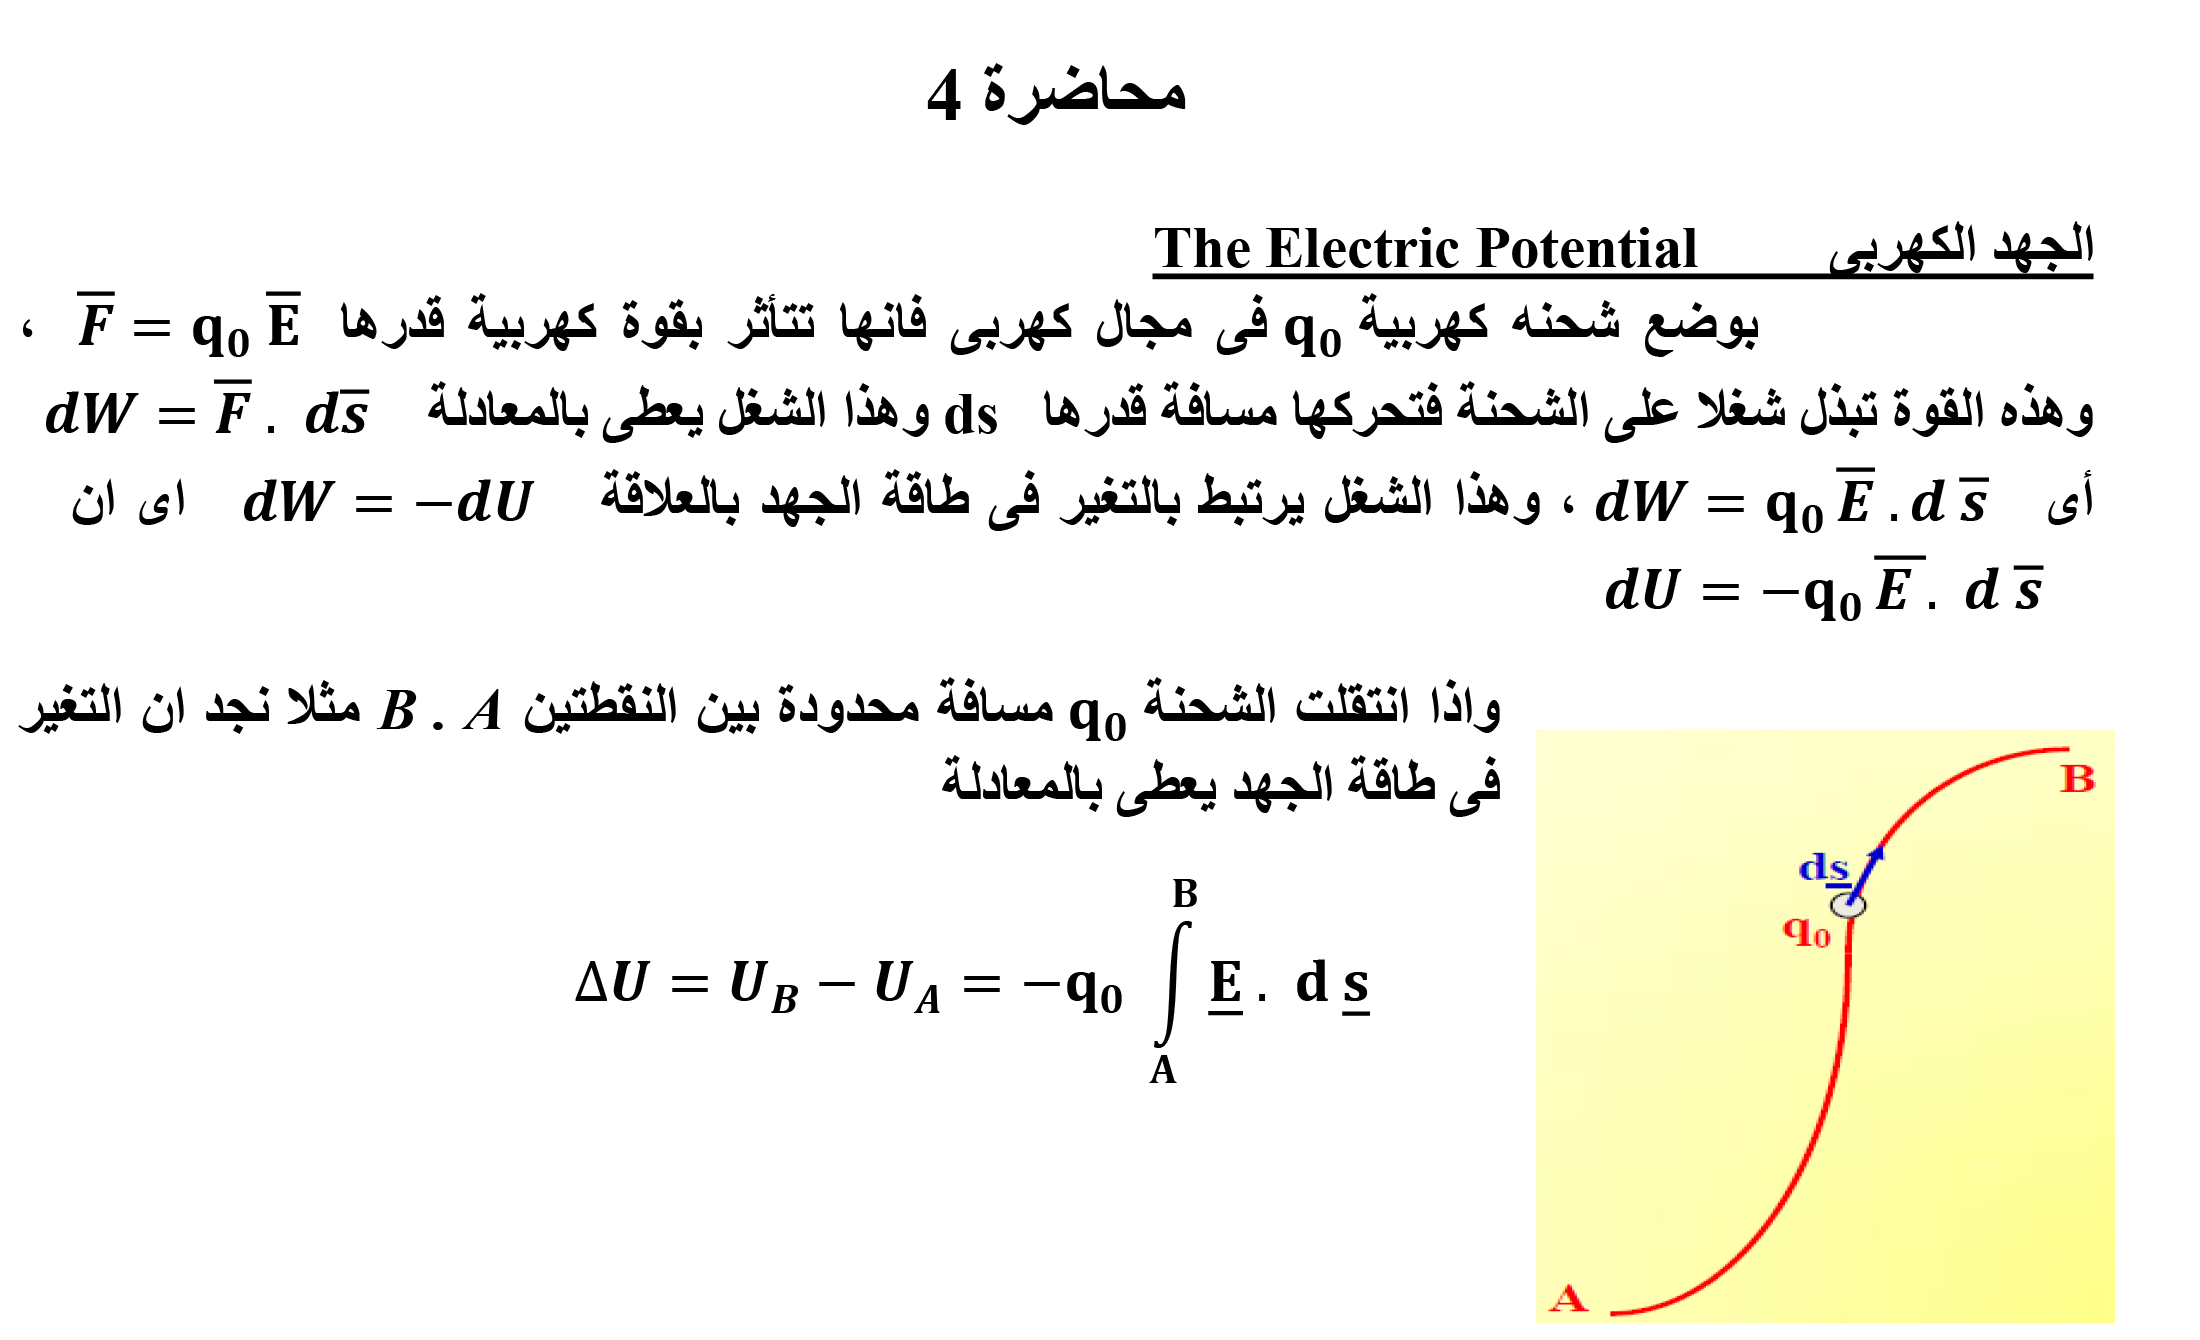 محاضرة 4
الجهد الكهربى The Electric Potential
بوضع شحنه كهربية q₀ فى مجال كهربى فانها تتأثر بقوة كهربية قدرها F̅ = q₀ E̅ ،
وهذه القوة تبذل شغلا على الشحنة فتحركها مسافة قدرها ds وهذا الشغل يعطى بالمعادلة dW = F̅ . ds̅
أى dW = q₀ E̅ . d s̅ ، وهذا الشغل يرتبط بالتغير فى طاقة الجهد بالعلاقة dW = −dU اى ان
dU = −q₀ E̅ . d s̅
واذا انتقلت الشحنة q₀ مسافة محدودة بين النقطتين B . A مثلا نجد ان التغير
فى طاقة الجهد يعطى بالمعادلة
ΔU = U_B − U_A = −q₀ ∫_A^B E̲ . d s̲
B
ds̲
q₀
A